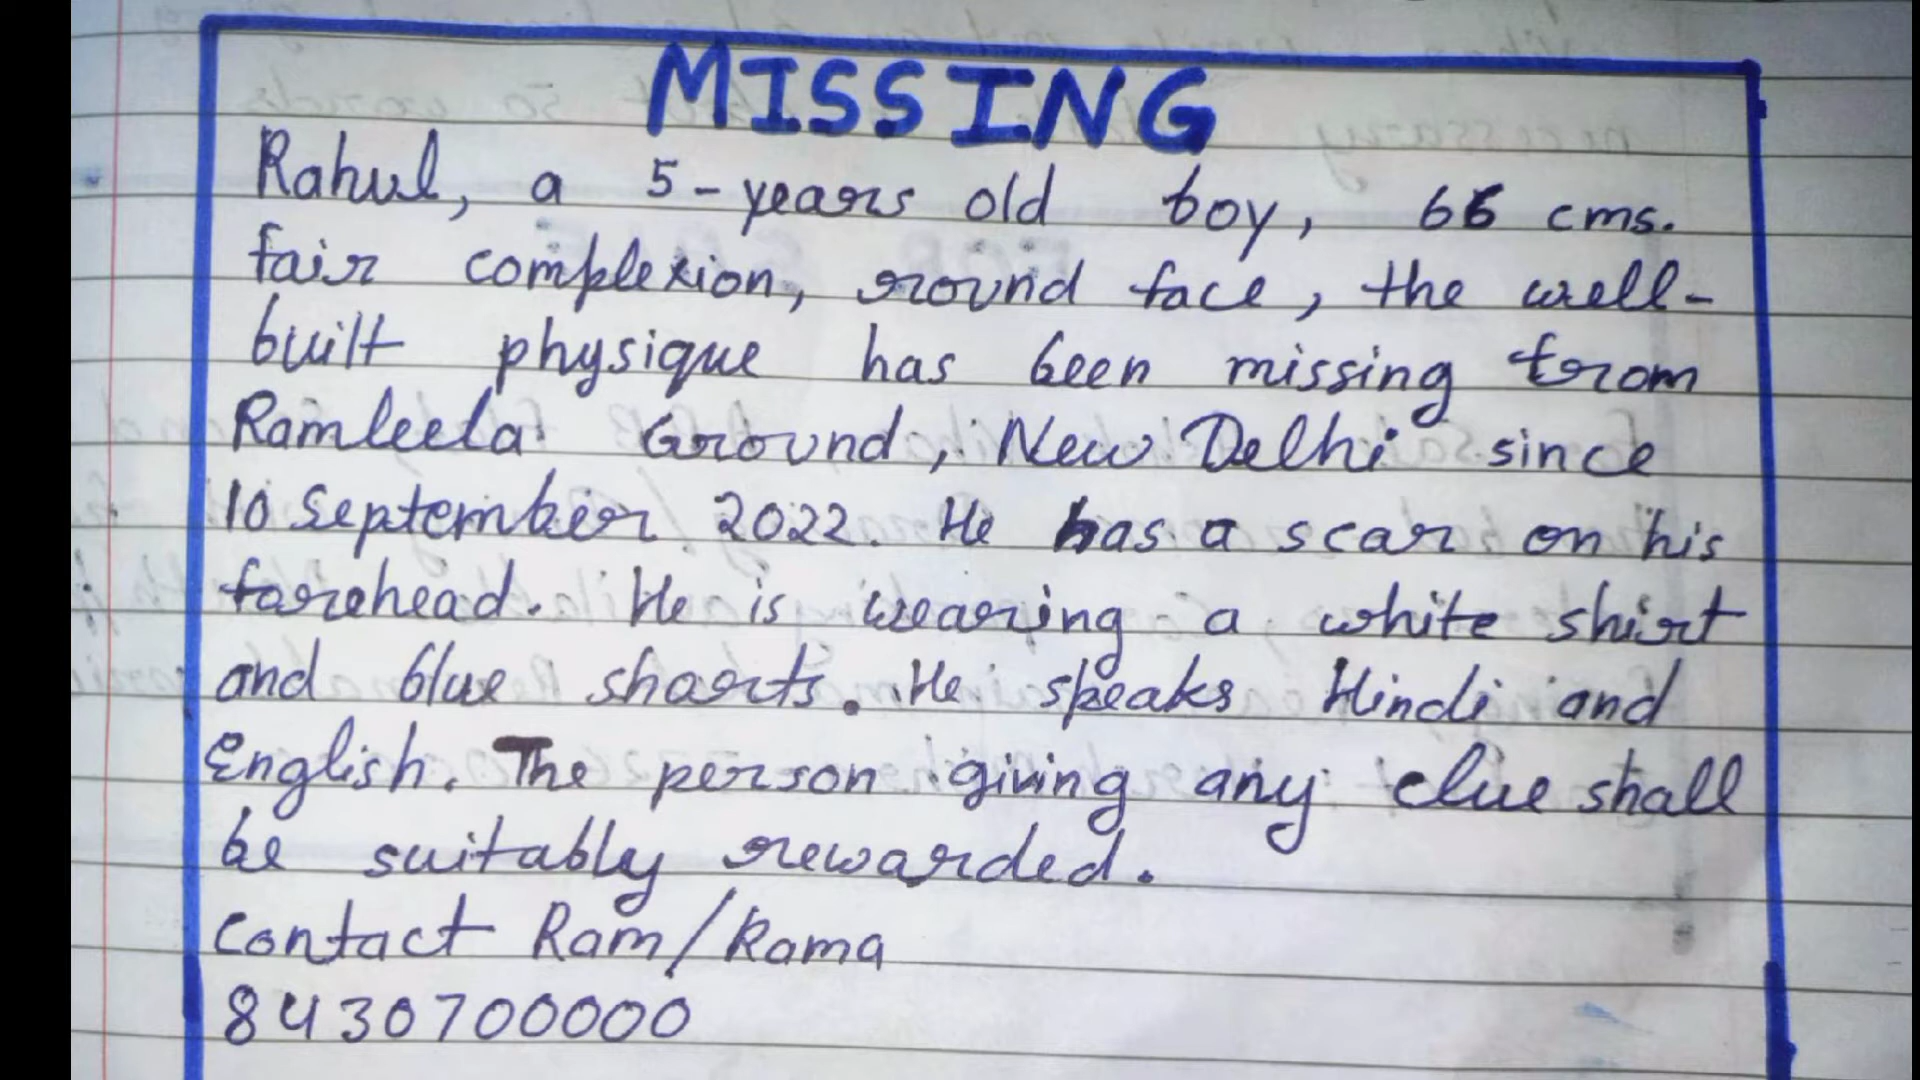 MISSING
Rahul, a 5-years old boy, 66 cms.
fair complexion, round face, the well-
built physique has been missing from
Ramleela Ground, New Delhi since
10 September 2022. He has a scar on his
forehead. He is wearing a white shirt
and blue shorts. He speaks Hindi and
English. The person giving any clue shall
be suitably rewarded.
Contact Ram/Rama
8430700000